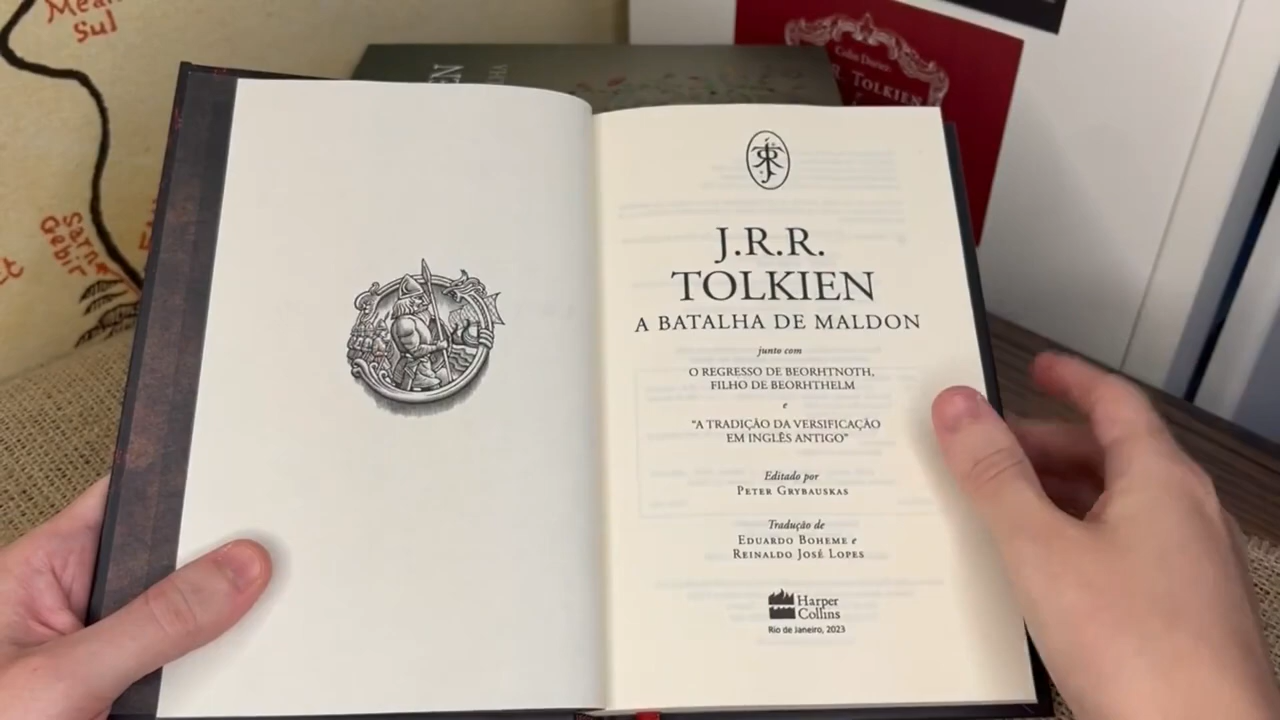 Sul
Sarn
Gebir
TOLKIEN
J.R.R.
TOLKIEN
A BATALHA DE MALDON
junto com
O REGRESSO DE BEORHTNOTH,
FILHO DE BEORHTHELM
e
"A TRADIÇÃO DA VERSIFICAÇÃO
EM INGLÊS ANTIGO"
Editado por
PETER GRYBAUSKAS
Tradução de
EDUARDO BOHEME e
REINALDO JOSÉ LOPES
Harper
Collins
Rio de Janeiro, 2023